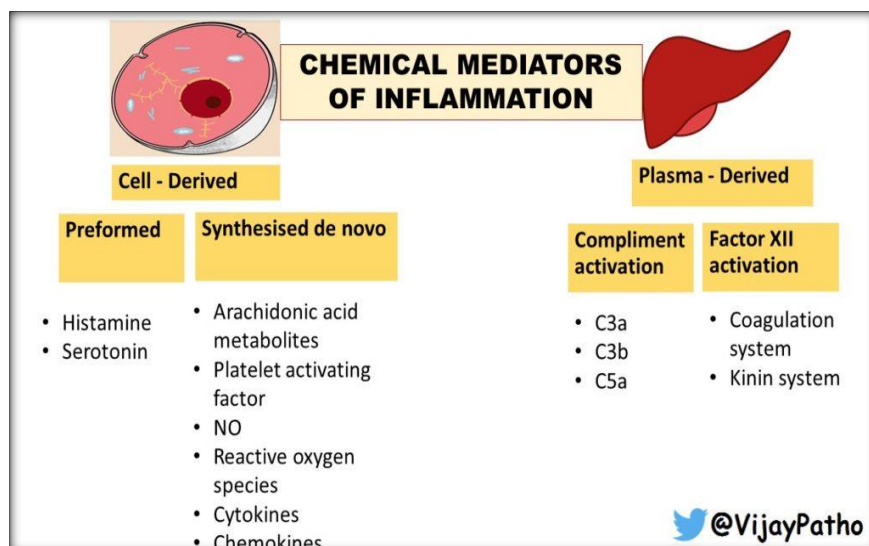 CHEMICAL MEDIATORS
OF INFLAMMATION
Cell - Derived
Preformed
• Histamine
• Serotonin
Synthesised de novo
• Arachidonic acid
metabolites
• Platelet activating
factor
• NO
• Reactive oxygen
species
• Cytokines
• Chemokines
Plasma - Derived
Compliment
activation
• C3a
• C3b
• C5a
Factor XII
activation
• Coagulation
system
• Kinin system
@VijayPatho